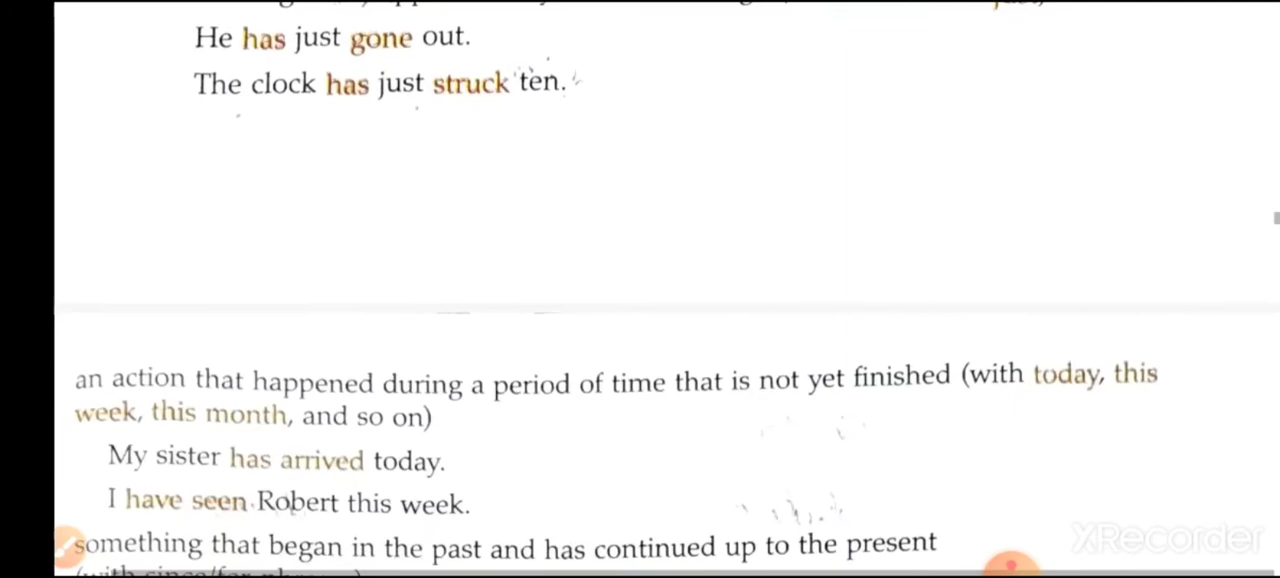 He has just gone out.
The clock has just struck ten.
an action that happened during a period of time that is not yet finished (with today, this
week, this month, and so on)
My sister has arrived today.
I have seen Robert this week.
something that began in the past and has continued up to the present
XRecorder